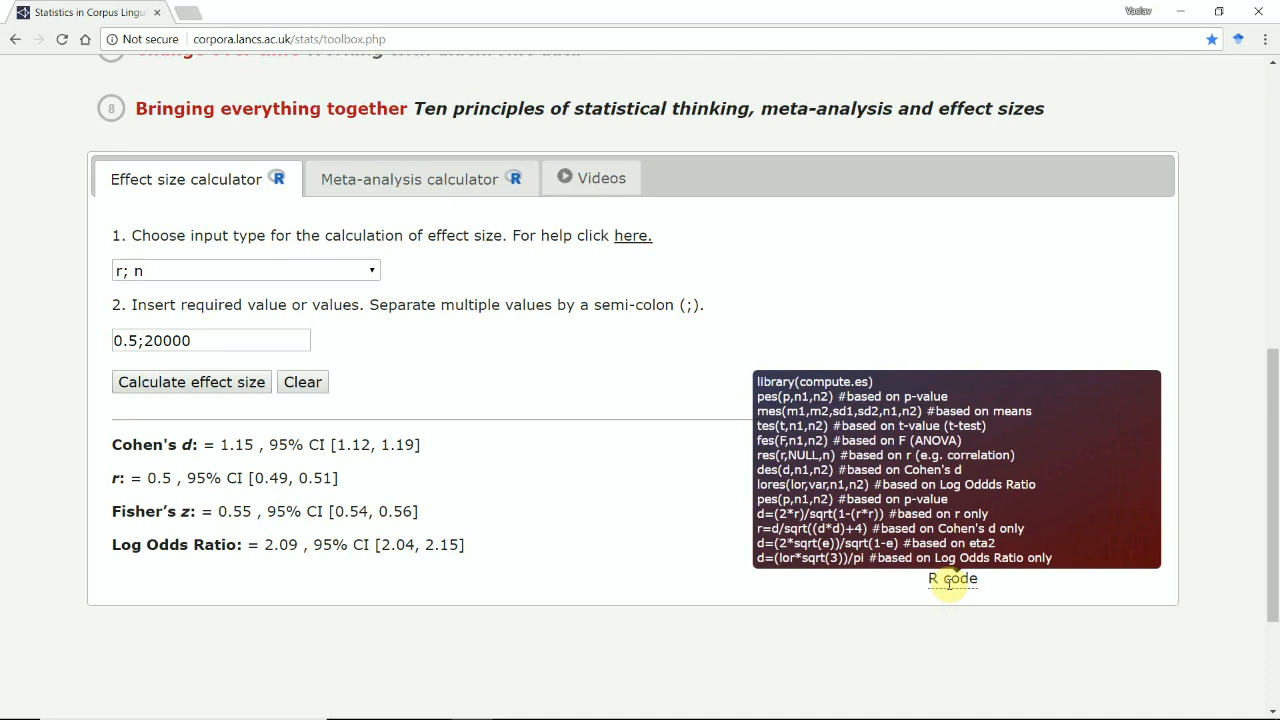 Statistics in Corpus Lingu
Vaclav
Not secure corpora.lancs.ac.uk/stats/toolbox.php
8 Bringing everything together Ten principles of statistical thinking, meta-analysis and effect sizes
Effect size calculator R Meta-analysis calculator R Videos
1. Choose input type for the calculation of effect size. For help click here.
r; n
2. Insert required value or values. Separate multiple values by a semi-colon (;).
0.5;20000
Calculate effect size Clear
Cohen's d: = 1.15 , 95% CI [1.12, 1.19]
r: = 0.5 , 95% CI [0.49, 0.51]
Fisher’s z: = 0.55 , 95% CI [0.54, 0.56]
Log Odds Ratio: = 2.09 , 95% CI [2.04, 2.15]
library(compute.es)
pes(p,n1,n2) #based on p-value
mes(m1,m2,sd1,sd2,n1,n2) #based on means
tes(t,n1,n2) #based on t-value (t-test)
fes(F,n1,n2) #based on F (ANOVA)
res(r,NULL,n) #based on r (e.g. correlation)
des(d,n1,n2) #based on Cohen's d
lores(lor,var,n1,n2) #based on Log Oddds Ratio
pes(p,n1,n2) #based on p-value
d=(2*r)/sqrt(1-(r*r)) #based on r only
r=d/sqrt((d*d)+4) #based on Cohen's d only
d=(2*sqrt(e))/sqrt(1-e) #based on eta2
d=(lor*sqrt(3))/pi #based on Log Odds Ratio only
R code